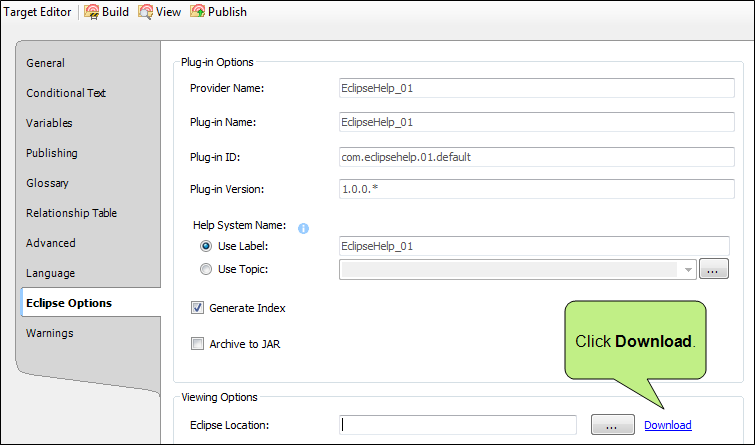 Target Editor Build View Publish
General
Conditional Text
Variables
Publishing
Glossary
Relationship Table
Advanced
Language
Eclipse Options
Warnings
Plug-in Options
Provider Name: EclipseHelp_01
Plug-in Name: EclipseHelp_01
Plug-in ID: com.eclipsehelp.01.default
Plug-in Version: 1.0.0.*
Help System Name:
Use Label: EclipseHelp_01
Use Topic: ...
Generate Index
Archive to JAR
Click Download.
Viewing Options
Eclipse Location: ... Download